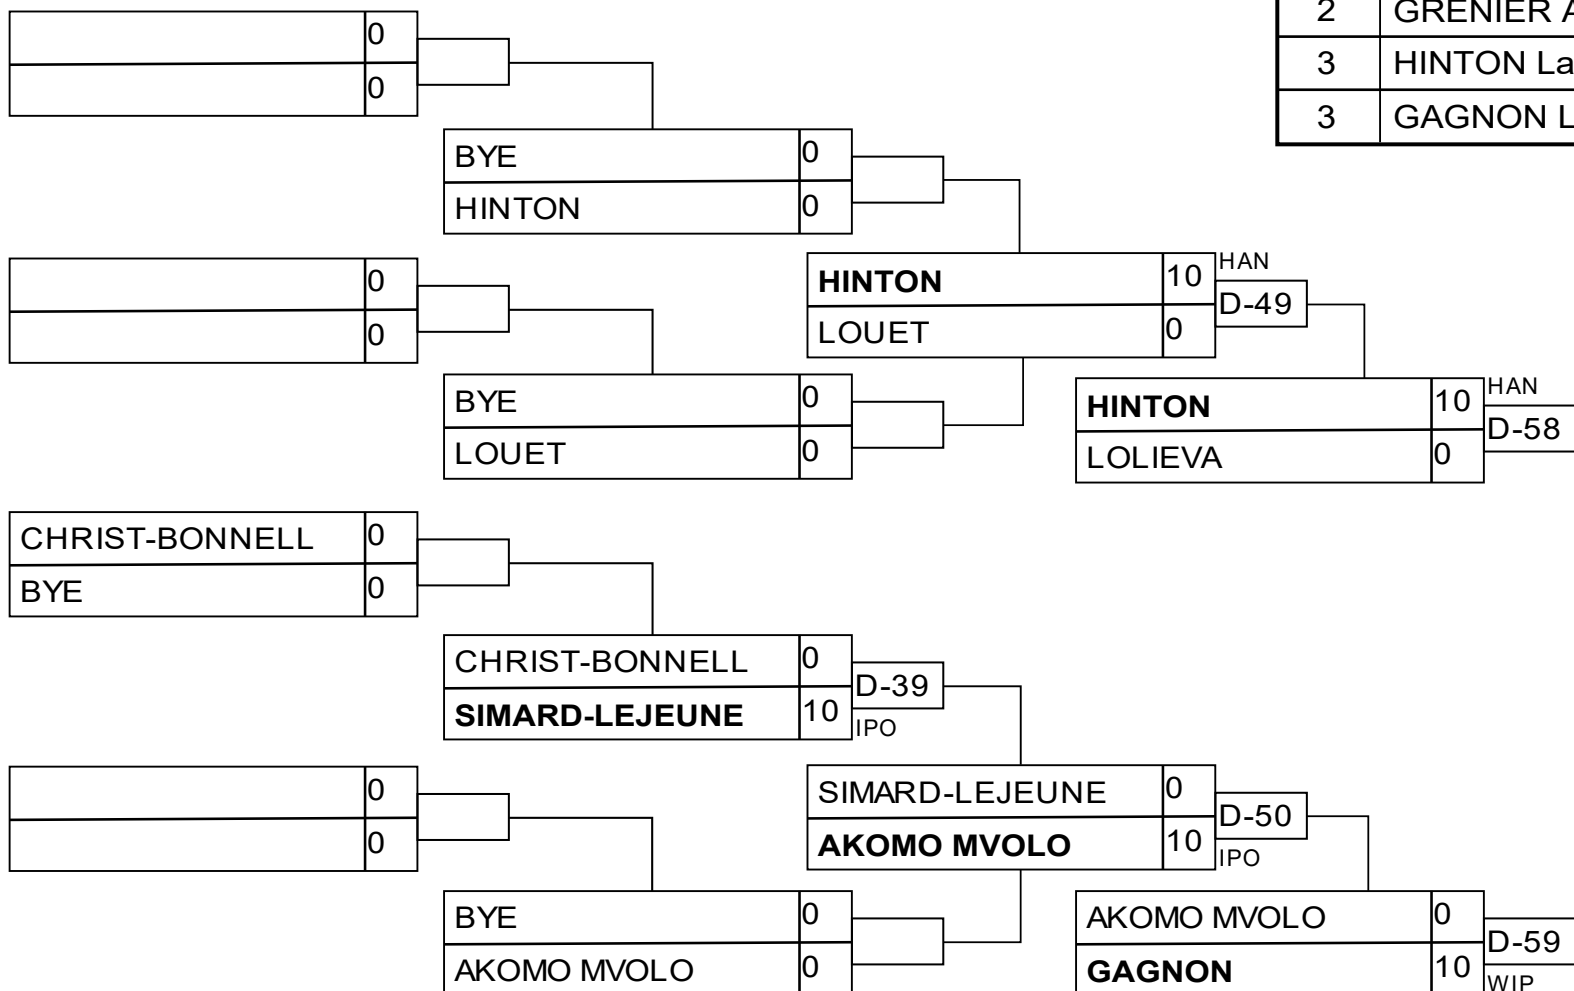 0
0
2 GRENIER A
3 HINTON La
3 GAGNON L
BYE 0
HINTON 0
0
0
HINTON 10 HAN
D-49
LOUET 0
BYE 0
LOUET 0
HINTON 10 HAN
D-58
LOLIEVA 0
CHRIST-BONNELL 0
BYE 0
CHRIST-BONNELL 0
D-39
SIMARD-LEJEUNE 10 IPO
0
0
SIMARD-LEJEUNE 0
D-50
AKOMO MVOLO 10 IPO
BYE 0
AKOMO MVOLO 0
AKOMO MVOLO 0
D-59
GAGNON 10 WIP